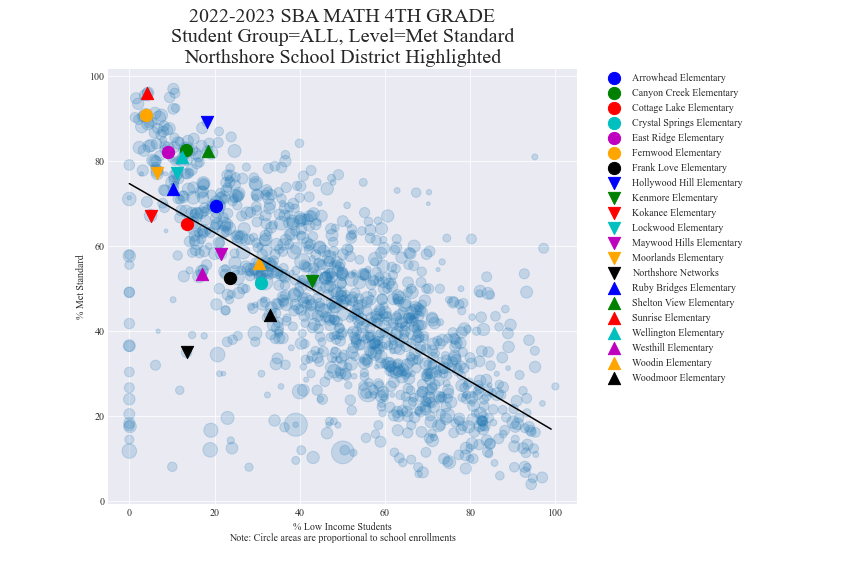 2022-2023 SBA MATH 4TH GRADE
Student Group=ALL, Level=Met Standard
Northshore School District Highlighted
100
80
60
40
20
0
% Met Standard
0 20 40 60 80 100
% Low Income Students
Note: Circle areas are proportional to school enrollments
Arrowhead Elementary
Canyon Creek Elementary
Cottage Lake Elementary
Crystal Springs Elementary
East Ridge Elementary
Fernwood Elementary
Frank Love Elementary
Hollywood Hill Elementary
Kenmore Elementary
Kokanee Elementary
Lockwood Elementary
Maywood Hills Elementary
Moorlands Elementary
Northshore Networks
Ruby Bridges Elementary
Shelton View Elementary
Sunrise Elementary
Wellington Elementary
Westhill Elementary
Woodin Elementary
Woodmoor Elementary